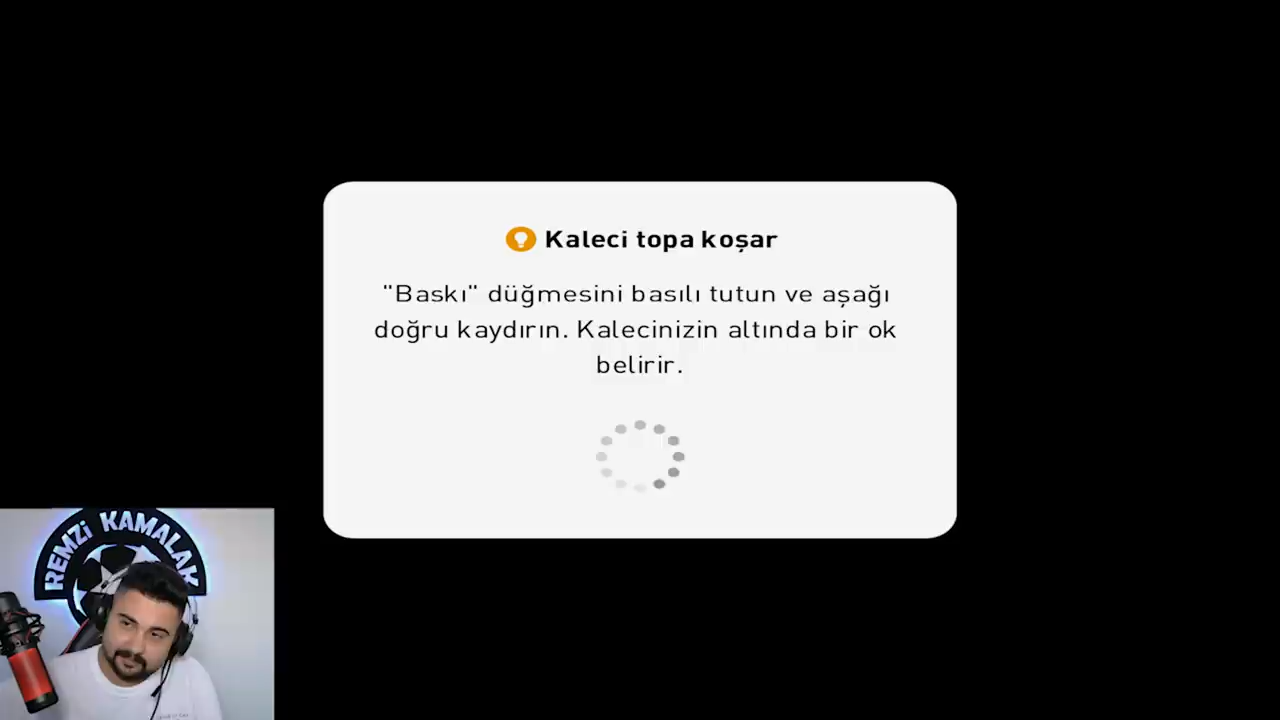 Kaleci topa koşar
"Baskı" düğmesini basılı tutun ve aşağı
doğru kaydırın. Kalecinizin altında bir ok
belirir.
REMZi KAMALAK